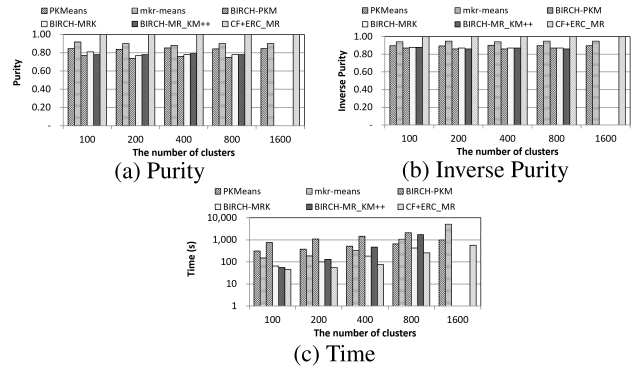 PKMeans mkr-means BIRCH-PKM
BIRCH-MRK BIRCH-MR_KM++ CF+ERC_MR
1.00
0.80
0.60
0.40
0.20
-
Purity
100 200 400 800 1600
The number of clusters
(a) Purity
PKMeans mkr-means BIRCH-PKM
BIRCH-MRK BIRCH-MR_KM++ CF+ERC_MR
1.00
0.80
0.60
0.40
0.20
-
Inverse Purity
100 200 400 800 1600
The number of clusters
(b) Inverse Purity
PKMeans mkr-means BIRCH-PKM
BIRCH-MRK BIRCH-MR_KM++ CF+ERC_MR
10,000
1,000
100
10
1
Time (s)
100 200 400 800 1600
The number of clusters
(c) Time